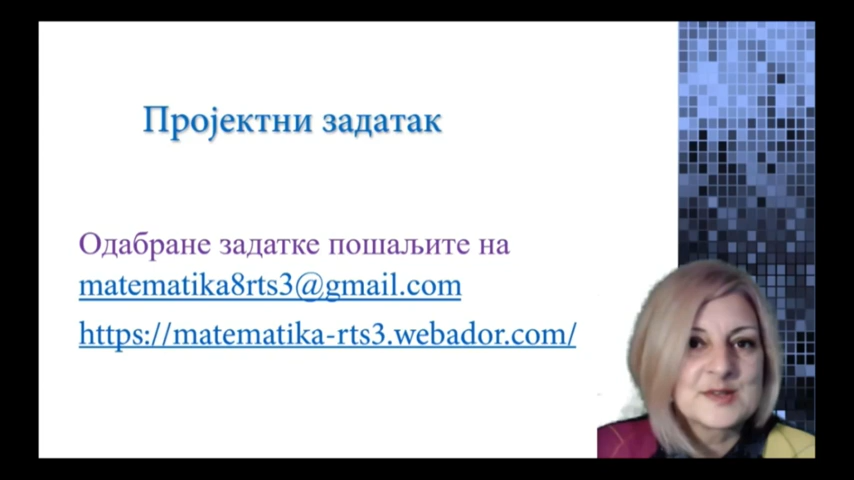 Пројектни задатак
Одабране задатке пошаљите на
matematika8rts3@gmail.com
https://matematika-rts3.webador.com/